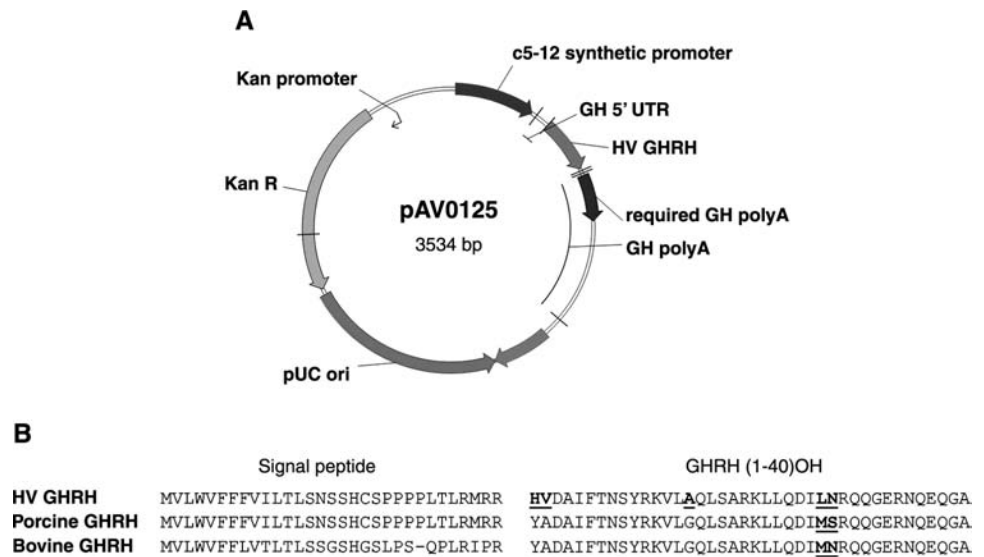 A
c5-12 synthetic promoter
Kan promoter
GH 5' UTR
HV GHRH
Kan R
pAV0125
3534 bp
required GH polyA
GH polyA
pUC ori
B
Signal peptide GHRH (1-40)OH
HV GHRH MVLWVFFFVILTLSNSSHCSPPPPLTLRMRR HVDAIFTNSYRKVLAQLSARKLLQDILNRQQGERNQEQGA
Porcine GHRH MVLWVFFFVILTLSNSSHCSPPPPLTLRMRR YADAIFTNSYRKVLGQLSARKLLQDIMSRQQGERNQEQGA
Bovine GHRH MVLWVFFLVTLTLSSGSHGSLPS-QPLRIPR YADAIFTNSYRKVLGQLSARKLLQDIMNRQQGERNQEQGA